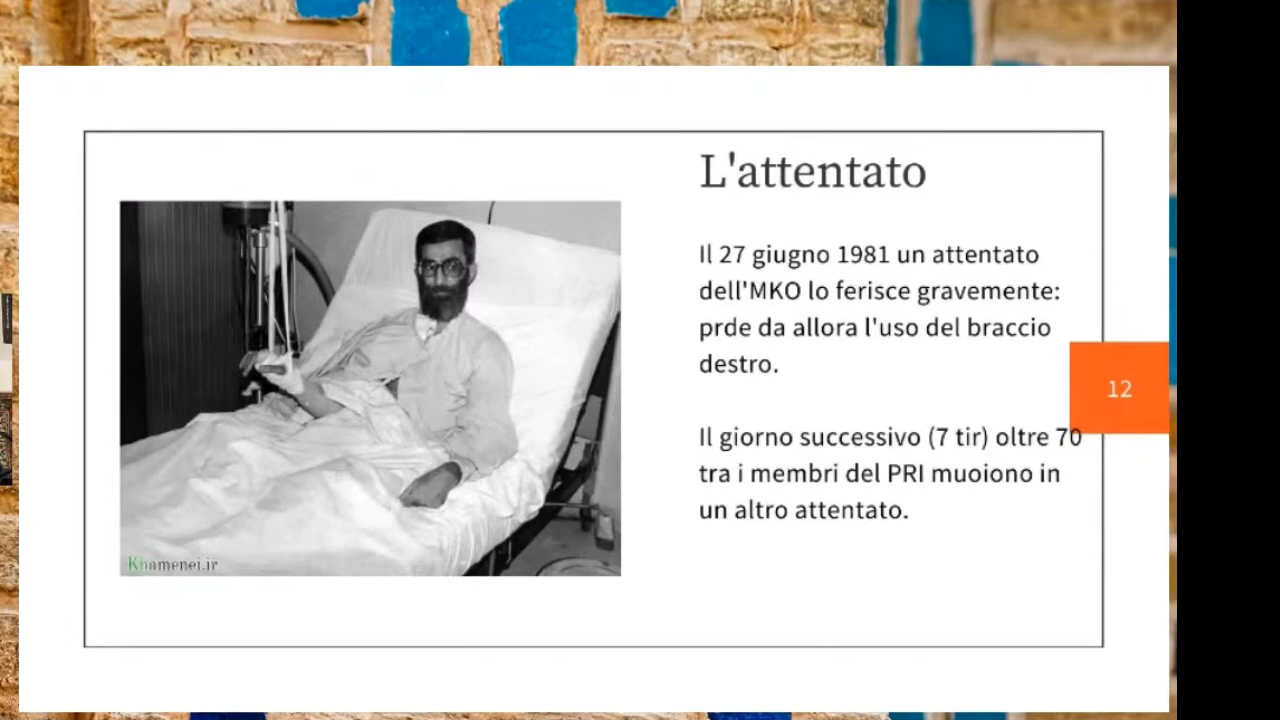 L'attentato
Il 27 giugno 1981 un attentato
dell'MKO lo ferisce gravemente:
prde da allora l'uso del braccio
destro.
12
Il giorno successivo (7 tir) oltre 70
tra i membri del PRI muoiono in
un altro attentato.
Khamenei.ir